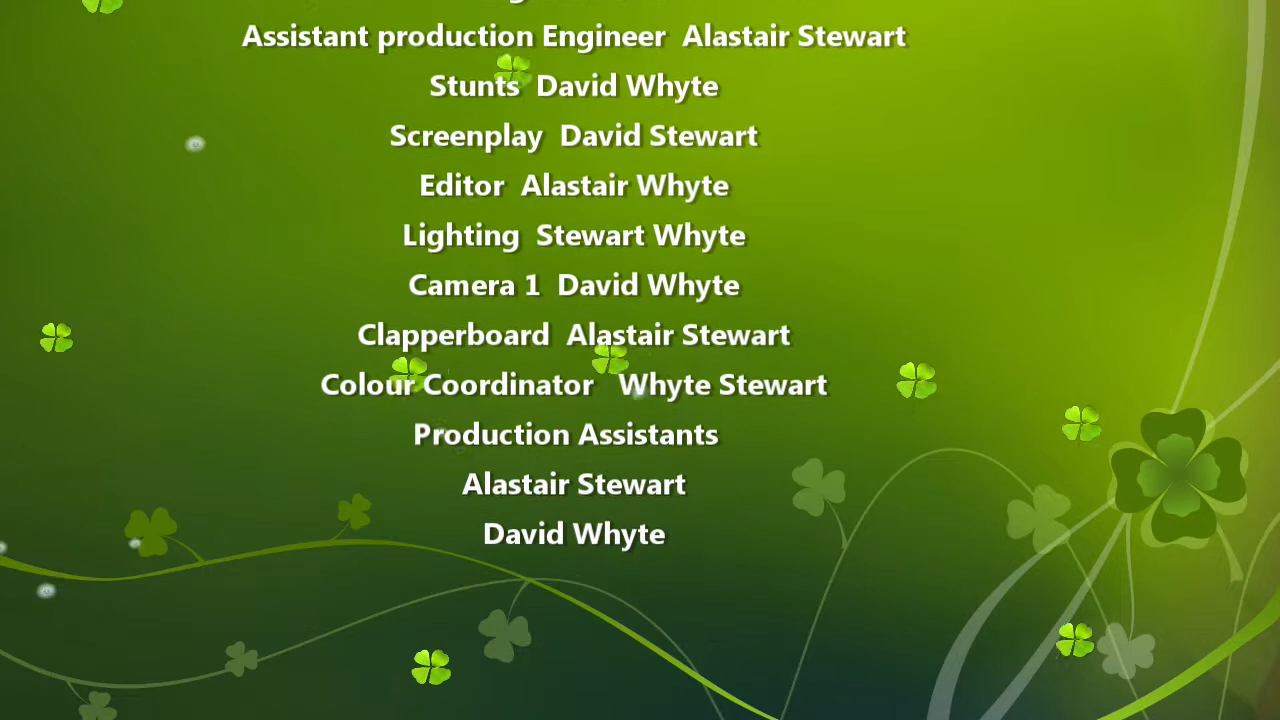 Assistant production Engineer  Alastair Stewart
Stunts  David Whyte
Screenplay  David Stewart
Editor  Alastair Whyte
Lighting  Stewart Whyte
Camera 1  David Whyte
Clapperboard  Alastair Stewart
Colour Coordinator   Whyte Stewart
Production Assistants
Alastair Stewart
David Whyte